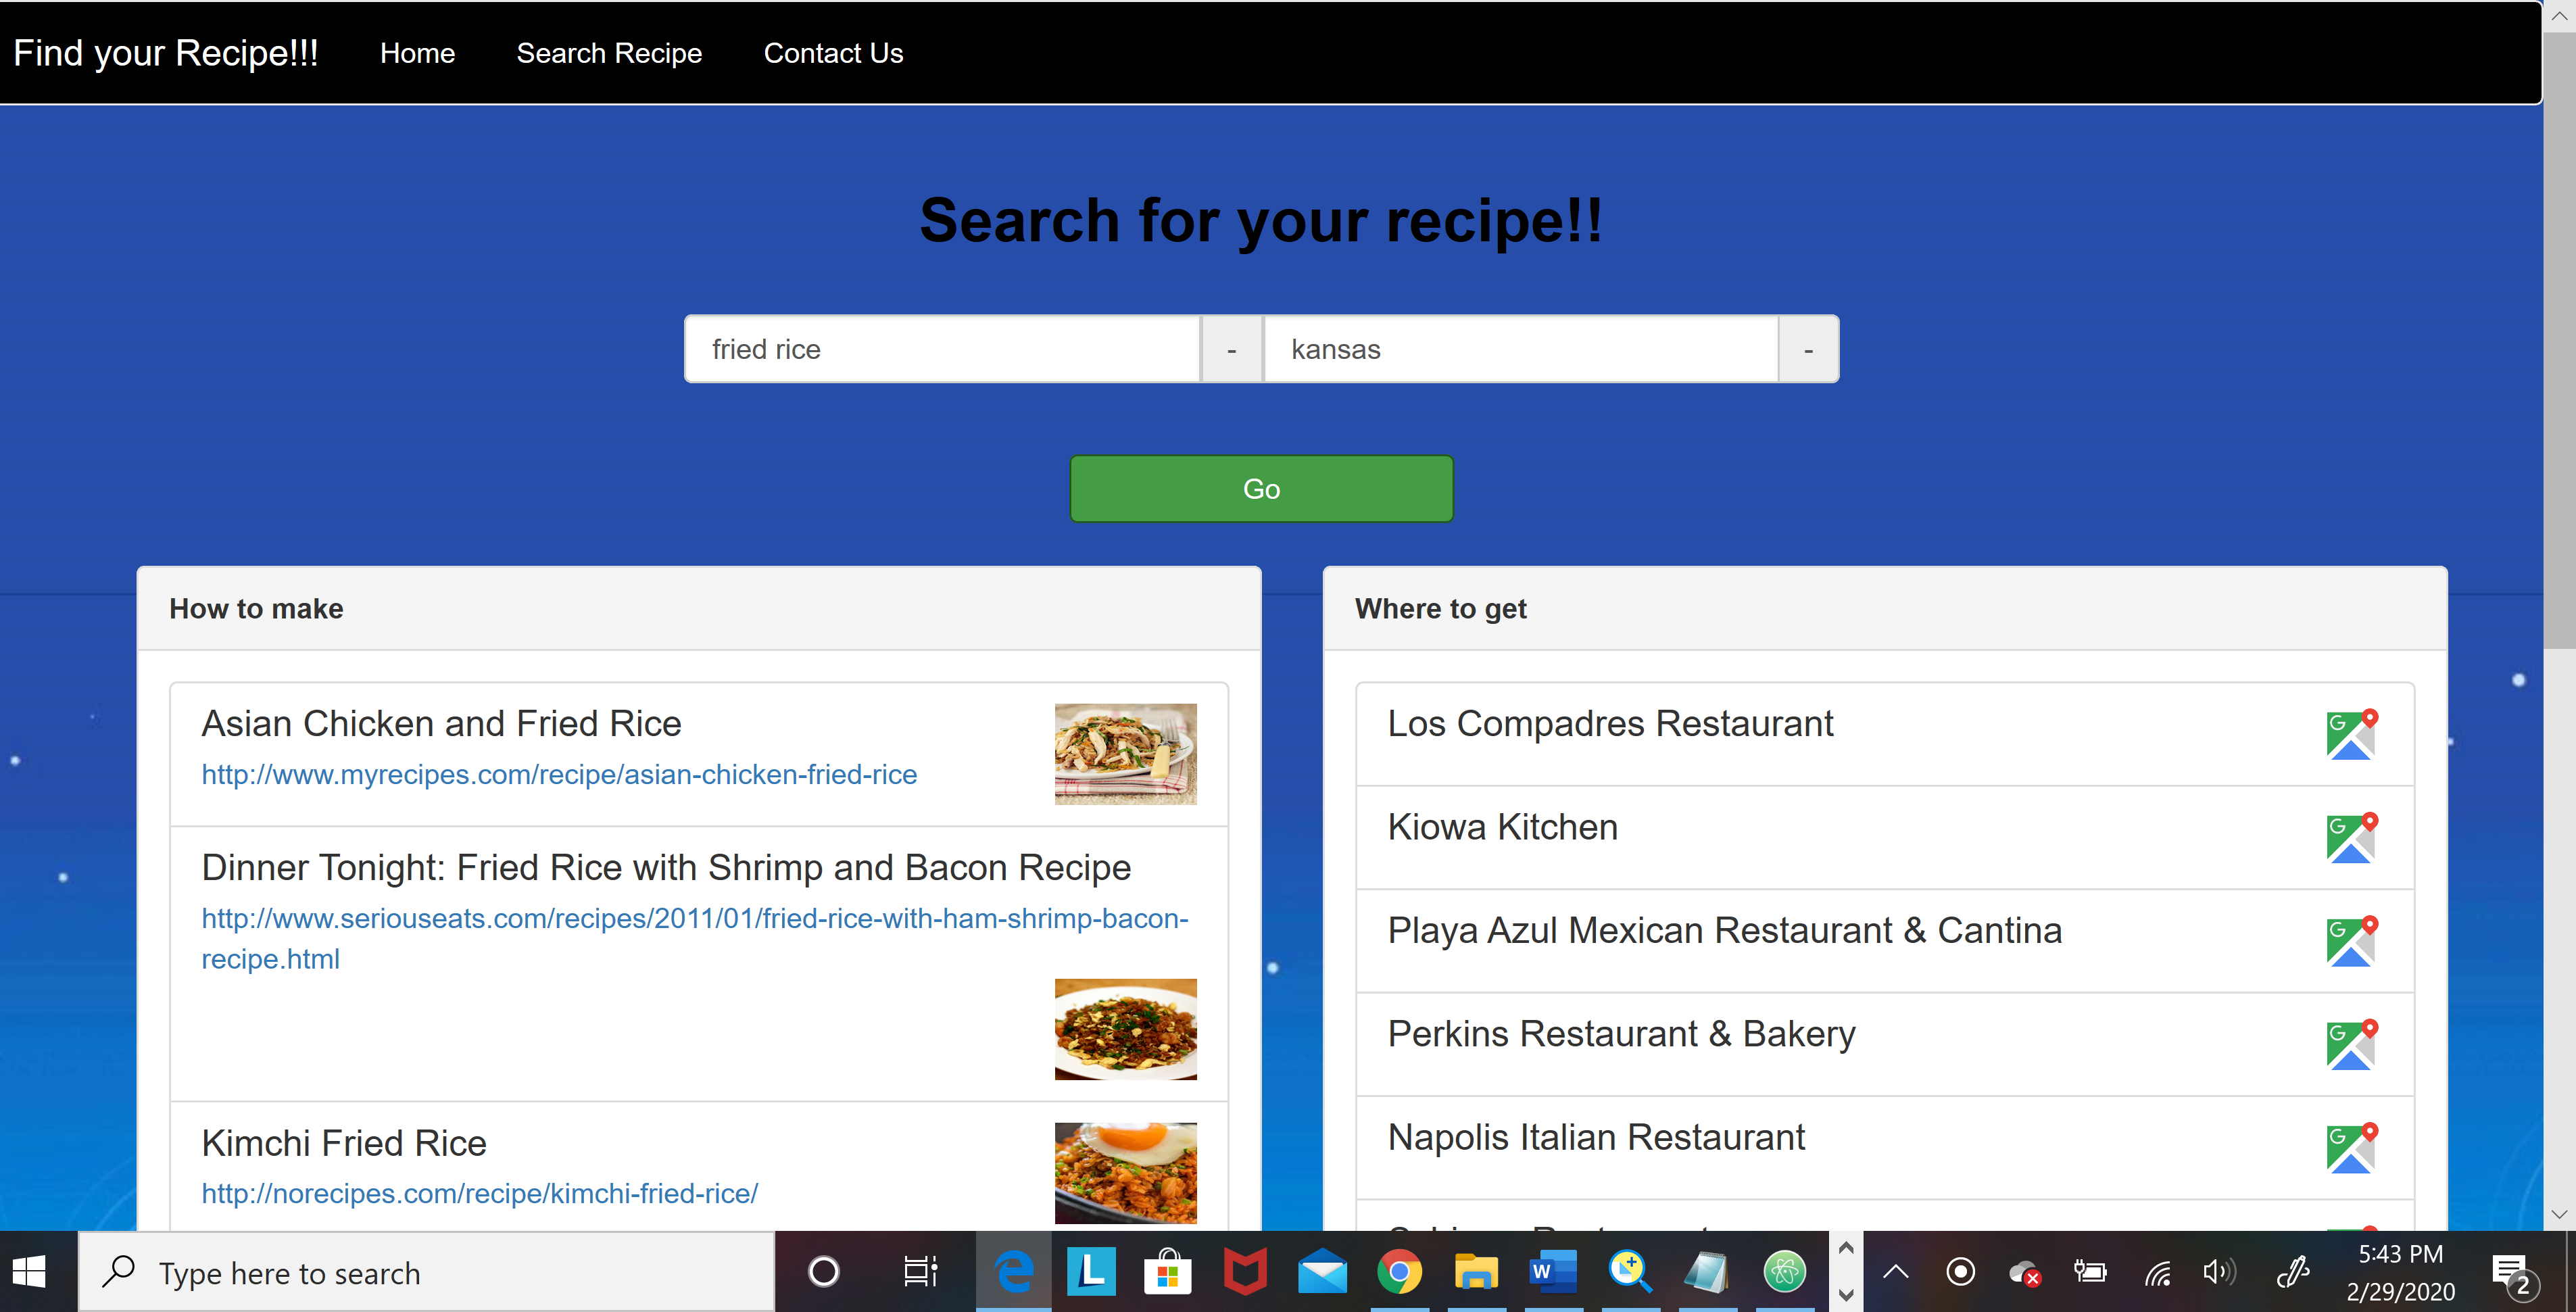 Find your Recipe!!! Home Search Recipe Contact Us
Search for your recipe!!
fried rice - kansas -
Go
How to make
Asian Chicken and Fried Rice
http://www.myrecipes.com/recipe/asian-chicken-fried-rice
Dinner Tonight: Fried Rice with Shrimp and Bacon Recipe
http://www.seriouseats.com/recipes/2011/01/fried-rice-with-ham-shrimp-bacon-
recipe.html
Kimchi Fried Rice
http://norecipes.com/recipe/kimchi-fried-rice/
Where to get
Los Compadres Restaurant
Kiowa Kitchen
Playa Azul Mexican Restaurant & Cantina
Perkins Restaurant & Bakery
Napolis Italian Restaurant
Type here to search
5:43 PM
2/29/2020
2